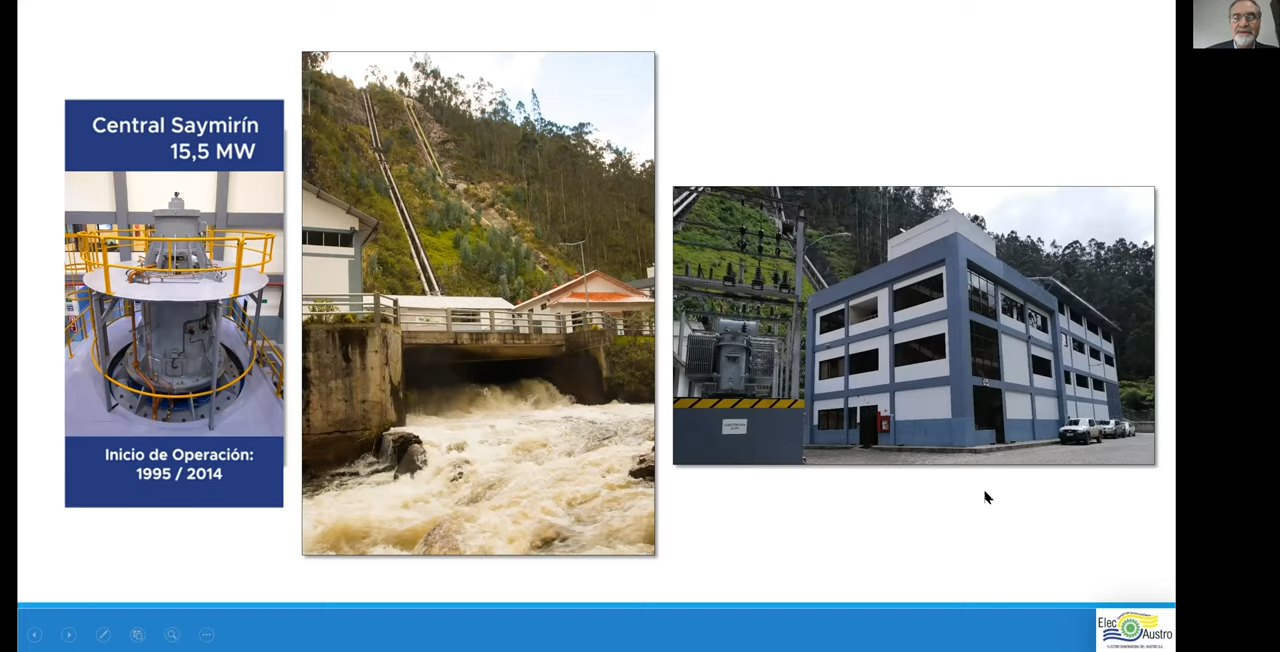 Central Saymirín
15,5 MW
Inicio de Operación:
1995 / 2014
Elec
Austro